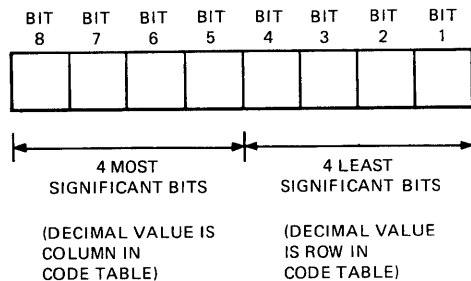 BIT BIT BIT BIT BIT BIT BIT BIT
8 7 6 5 4 3 2 1
4 MOST
SIGNIFICANT BITS
4 LEAST
SIGNIFICANT BITS
(DECIMAL VALUE IS
COLUMN IN
CODE TABLE)
(DECIMAL VALUE
IS ROW IN
CODE TABLE)